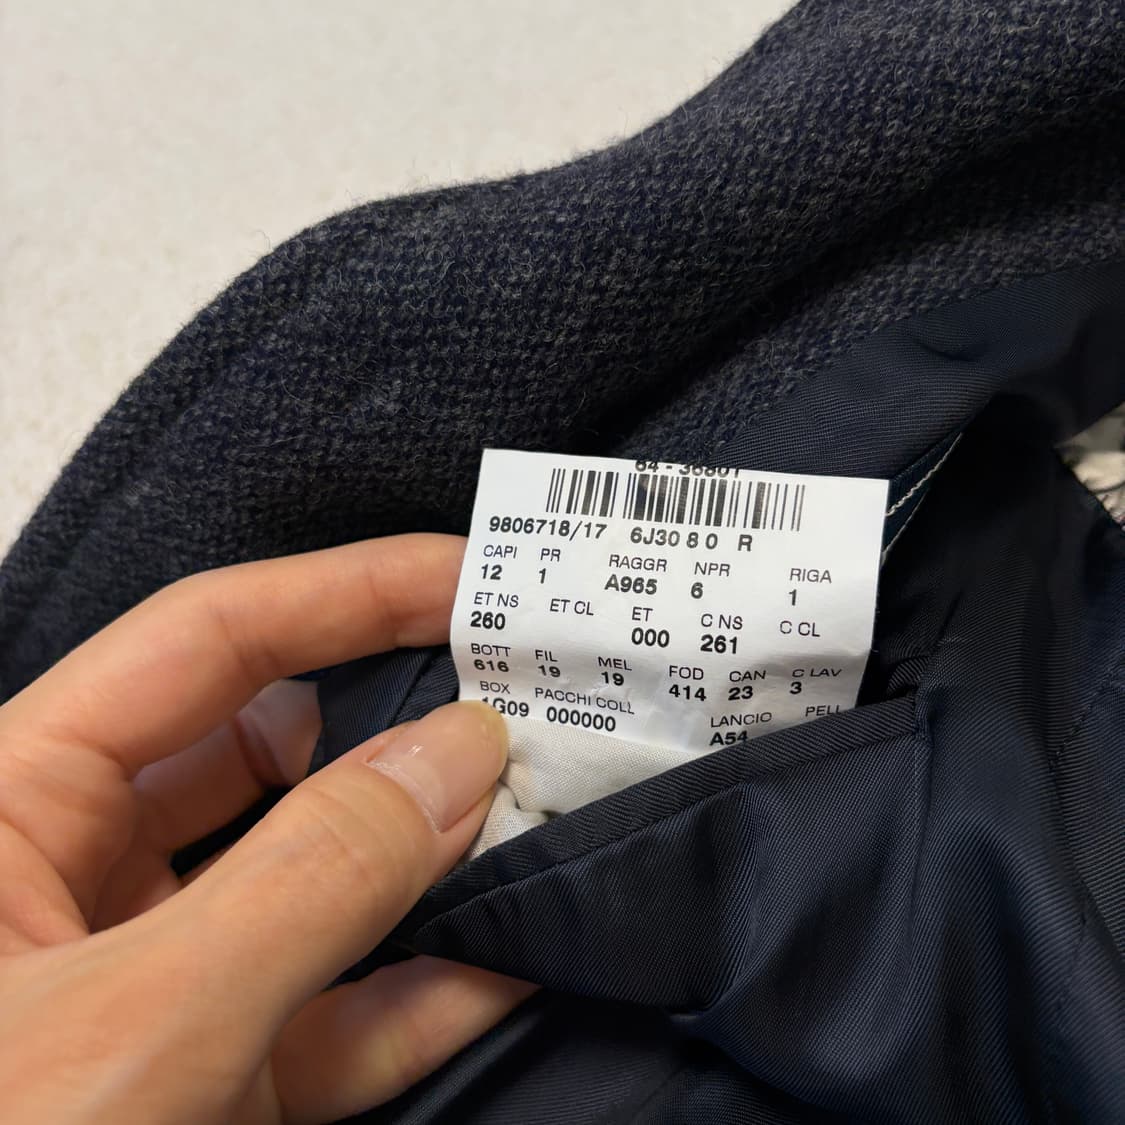 9806718/17 6J30 8 0 R
CAPI PR RAGGR NPR RIGA
12 1 A965 6 1
ET NS ET CL ET C NS C CL
260 000 261
BOTT FIL MEL FOD CAN C LAV
616 19 19 414 23 3
BOX PACCHI COLL LANCIO PELL
1G09 000000 A54